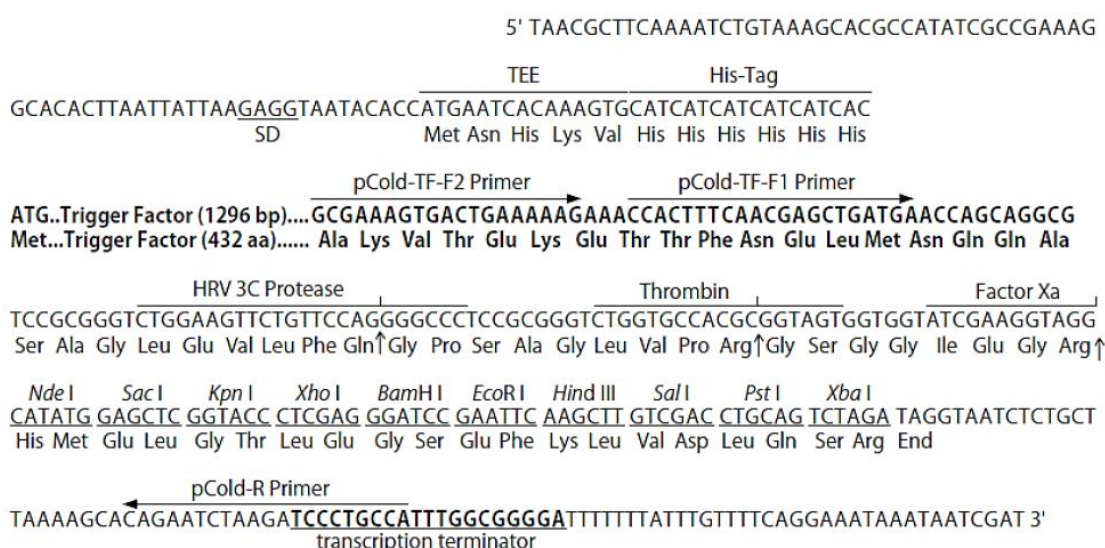 5' TAACGCTTCAAAATCTGTAAAGCACGCCATATCGCCGAAAG
TEE His-Tag
GCACACTTAATTATTAAGAGGTAATACACCATGAATCACAAAGTGCATCATCATCATCATCAC
SD Met Asn His Lys Val His His His His His His
pCold-TF-F2 Primer pCold-TF-F1 Primer
ATG..Trigger Factor (1296 bp)....GCGAAAGTGACTGAAAAAGAAACCACTTTCAACGAGCTGATGAACCAGCAGGCG
Met...Trigger Factor (432 aa)...... Ala Lys Val Thr Glu Lys Glu Thr Thr Phe Asn Glu Leu Met Asn Gln Gln Ala
HRV 3C Protease Thrombin Factor Xa
TCCGCGGGTCTGGAAGTTCTGTTCCAGGGGCCCTCCGCGGGTCTGGTGCCACGCGGTAGTGGTGGTATCGAAGGTAGG
Ser Ala Gly Leu Glu Val Leu Phe Gln↑Gly Pro Ser Ala Gly Leu Val Pro Arg↑Gly Ser Gly Gly Ile Glu Gly Arg↑
Nde I Sac I Kpn I Xho I BamH I EcoR I Hind III Sal I Pst I Xba I
CATATG GAGCTC GGTACC CTCGAG GGATCC GAATTC AAGCTT GTCGAC CTGCAG TCTAGA TAGGTAATCTCTGCT
His Met Glu Leu Gly Thr Leu Glu Gly Ser Glu Phe Lys Leu Val Asp Leu Gln Ser Arg End
pCold-R Primer
TAAAAGCACAGAATCTAAGATCCCTGCCATTTGGCGGGGATTTTTTTATTTGTTTTCAGGAAATAAATAATCGAT 3'
transcription terminator